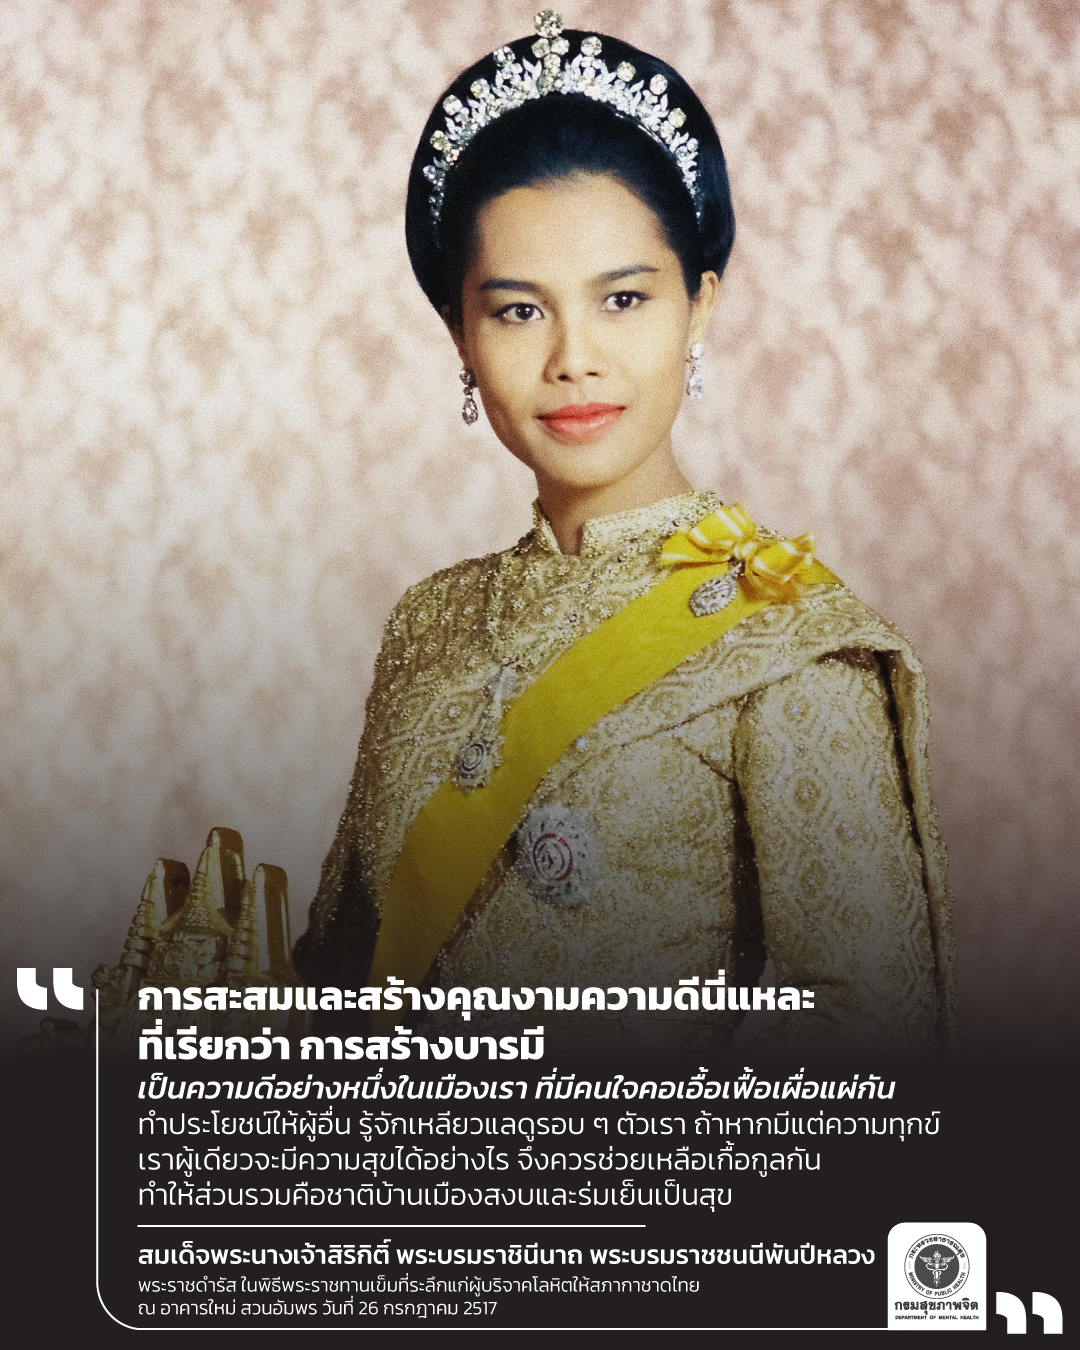 การสะสมและสร้างคุณงามความดีนี่แหละ
ที่เรียกว่า การสร้างบารมี
เป็นความดีอย่างหนึ่งในเมืองเรา ที่มีคนใจคอเอื้อเฟื้อเผื่อแผ่กัน
ทำประโยชน์ให้ผู้อื่น รู้จักเหลียวแลดูรอบ ๆ ตัวเรา ถ้าหากมีแต่ความทุกข์
เราผู้เดียวจะมีความสุขได้อย่างไร จึงควรช่วยเหลือเกื้อกูลกัน
ทำให้ส่วนรวมคือชาติบ้านเมืองสงบและร่มเย็นเป็นสุข
สมเด็จพระนางเจ้าสิริกิติ์ พระบรมราชินีนาถ พระบรมราชชนนีพันปีหลวง
พระราชดำรัส ในพิธีพระราชทานเข็มที่ระลึกแก่ผู้บริจาคโลหิตให้สภากาชาดไทย
ณ อาคารใหม่ สวนอัมพร วันที่ 26 กรกฎาคม 2517
กระทรวงสาธารณสุข
MINISTRY OF PUBLIC HEALTH
กรมสุขภาพจิต
DEPARTMENT OF MENTAL HEALTH